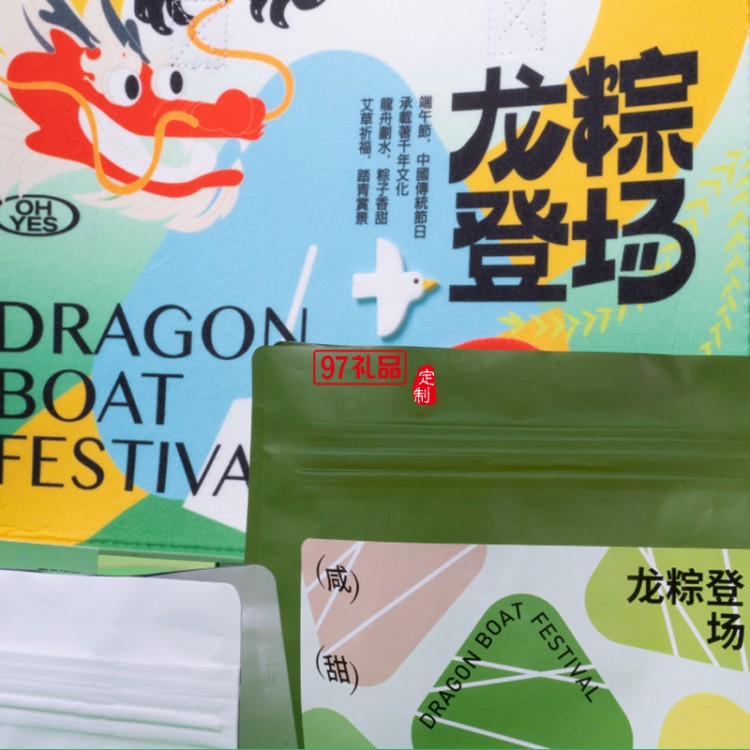 龙粽
登场
端午節，中國傳統節日
承載著千年文化
龍舟劃水，粽子香甜
艾草祈福，踏青賞景
OH
YES
DRAGON
BOAT
FESTIVA
97礼品
定制
(咸)
(甜)
DRAGON BOAT FESTIVAL
龙粽登
场